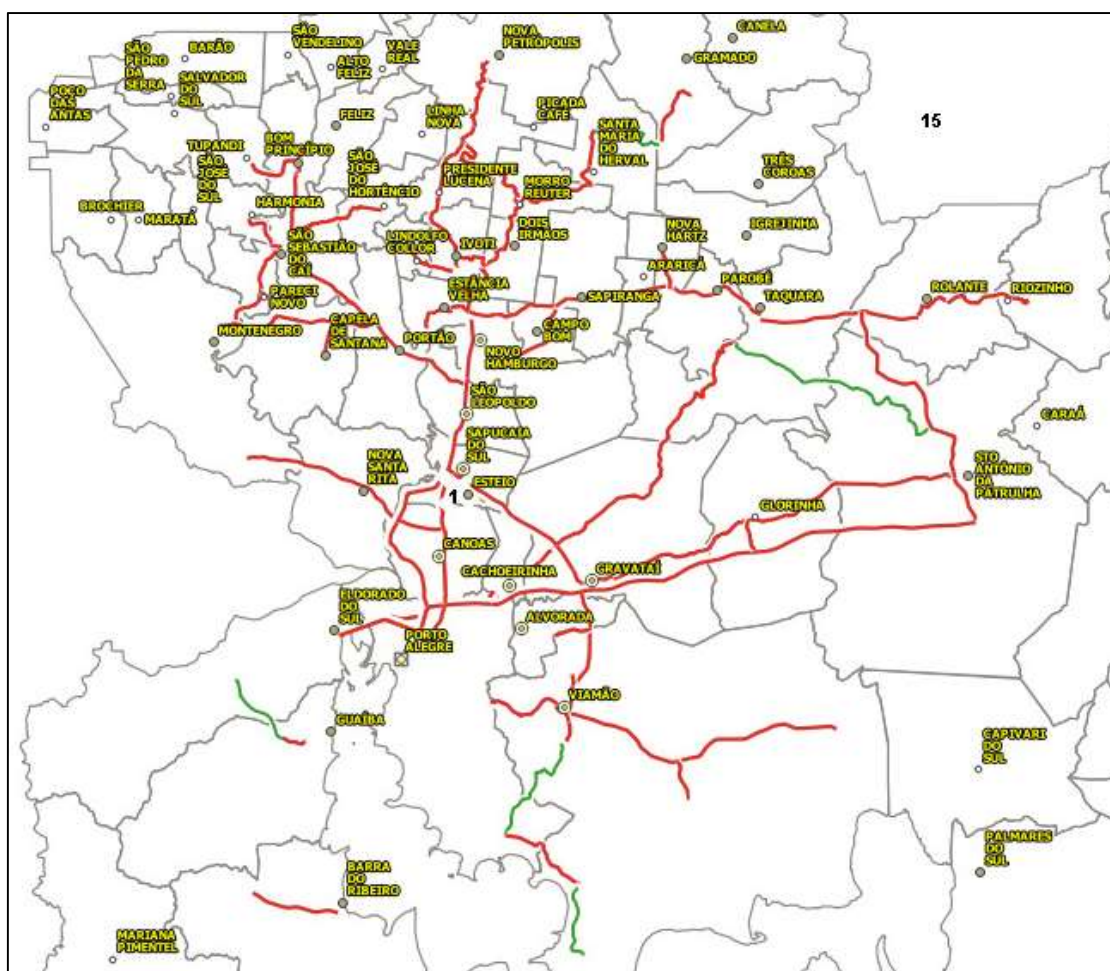 CANELA
NOVA
PETRÓPOLIS
SÃO
VENDELINO
GRAMADO
SÃO
PEDRO
DA
SERRA
BARÃO
ALTO
FELIZ
VALE
REAL
SALVADOR
DO
SUL
POÇO
DAS
ANTAS
FELIZ
LINHA
NOVA
PICADA
CAFÉ
15
SANTA
MARIA
DO
HERVAL
TUPANDI
BOM
PRINCÍPIO
SÃO
JOSÉ
DO
SUL
SÃO
JOSÉ
DO
HORTÊNCIO
PRESIDENTE
LUCENA
MORRO
REUTER
TRÊS
COROAS
BROCHIER
MARATÁ
HARMONIA
SÃO
SEBASTIÃO
DO
CAÍ
LINDOLFO
COLLOR
IVOTI
DOIS
IRMÃOS
NOVA
HARTZ
IGREJINHA
ARARICÁ
PAROBÉ
PARECI
NOVO
ESTÂNCIA
VELHA
SAPIRANGA
TAQUARA
ROLANTE
RIOZINHO
MONTENEGRO
CAPELA
DE
SANTANA
PORTÃO
CAMPO
BOM
NOVO
HAMBURGO
SÃO
LEOPOLDO
CARAÁ
SAPUCAIA
DO
SUL
NOVA
SANTA
RITA
1
ESTEIO
GLORINHA
STO
ANTÔNIO
DA
PATRULHA
CANOAS
CACHOEIRINHA
GRAVATAÍ
ELDORADO
DO
SUL
ALVORADA
PORTO
ALEGRE
VIAMÃO
GUAÍBA
CAPIVARI
DO
SUL
PALMARES
DO
SUL
BARRA
DO
RIBEIRO
MARIANA
PIMENTEL